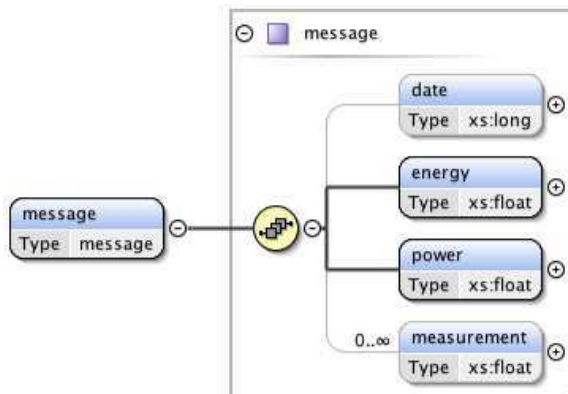 message
date
Type xs:long
energy
Type xs:float
message
Type message
power
Type xs:float
0..∞ measurement
Type xs:float